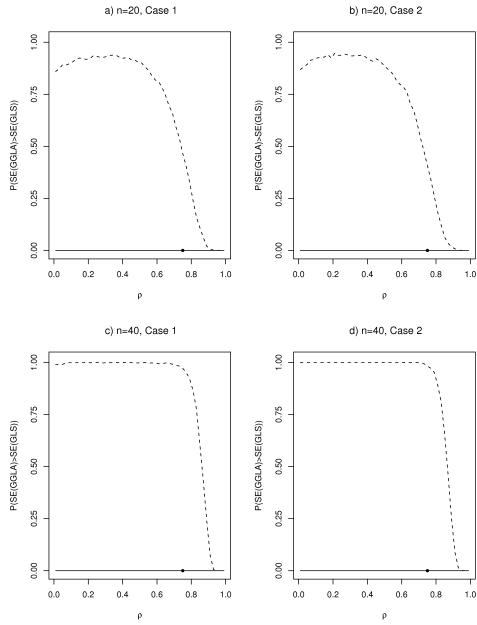 a) n=20, Case 1
P(SE(GGLA)>SE(GLS))
1.00
0.75
0.50
0.25
0.00
0.0 0.2 0.4 0.6 0.8 1.0
ρ
b) n=20, Case 2
P(SE(GGLA)>SE(GLS))
1.00
0.75
0.50
0.25
0.00
0.0 0.2 0.4 0.6 0.8 1.0
ρ
c) n=40, Case 1
P(SE(GGLA)>SE(GLS))
1.00
0.75
0.50
0.25
0.00
0.0 0.2 0.4 0.6 0.8 1.0
ρ
d) n=40, Case 2
P(SE(GGLA)>SE(GLS))
1.00
0.75
0.50
0.25
0.00
0.0 0.2 0.4 0.6 0.8 1.0
ρ